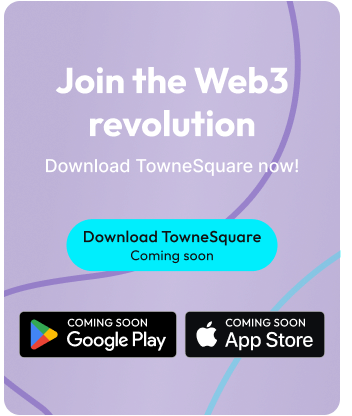 Join the Web3
revolution
Download TowneSquare now!
Download TowneSquare
Coming soon
COMING SOON
Google Play
COMING SOON
App Store